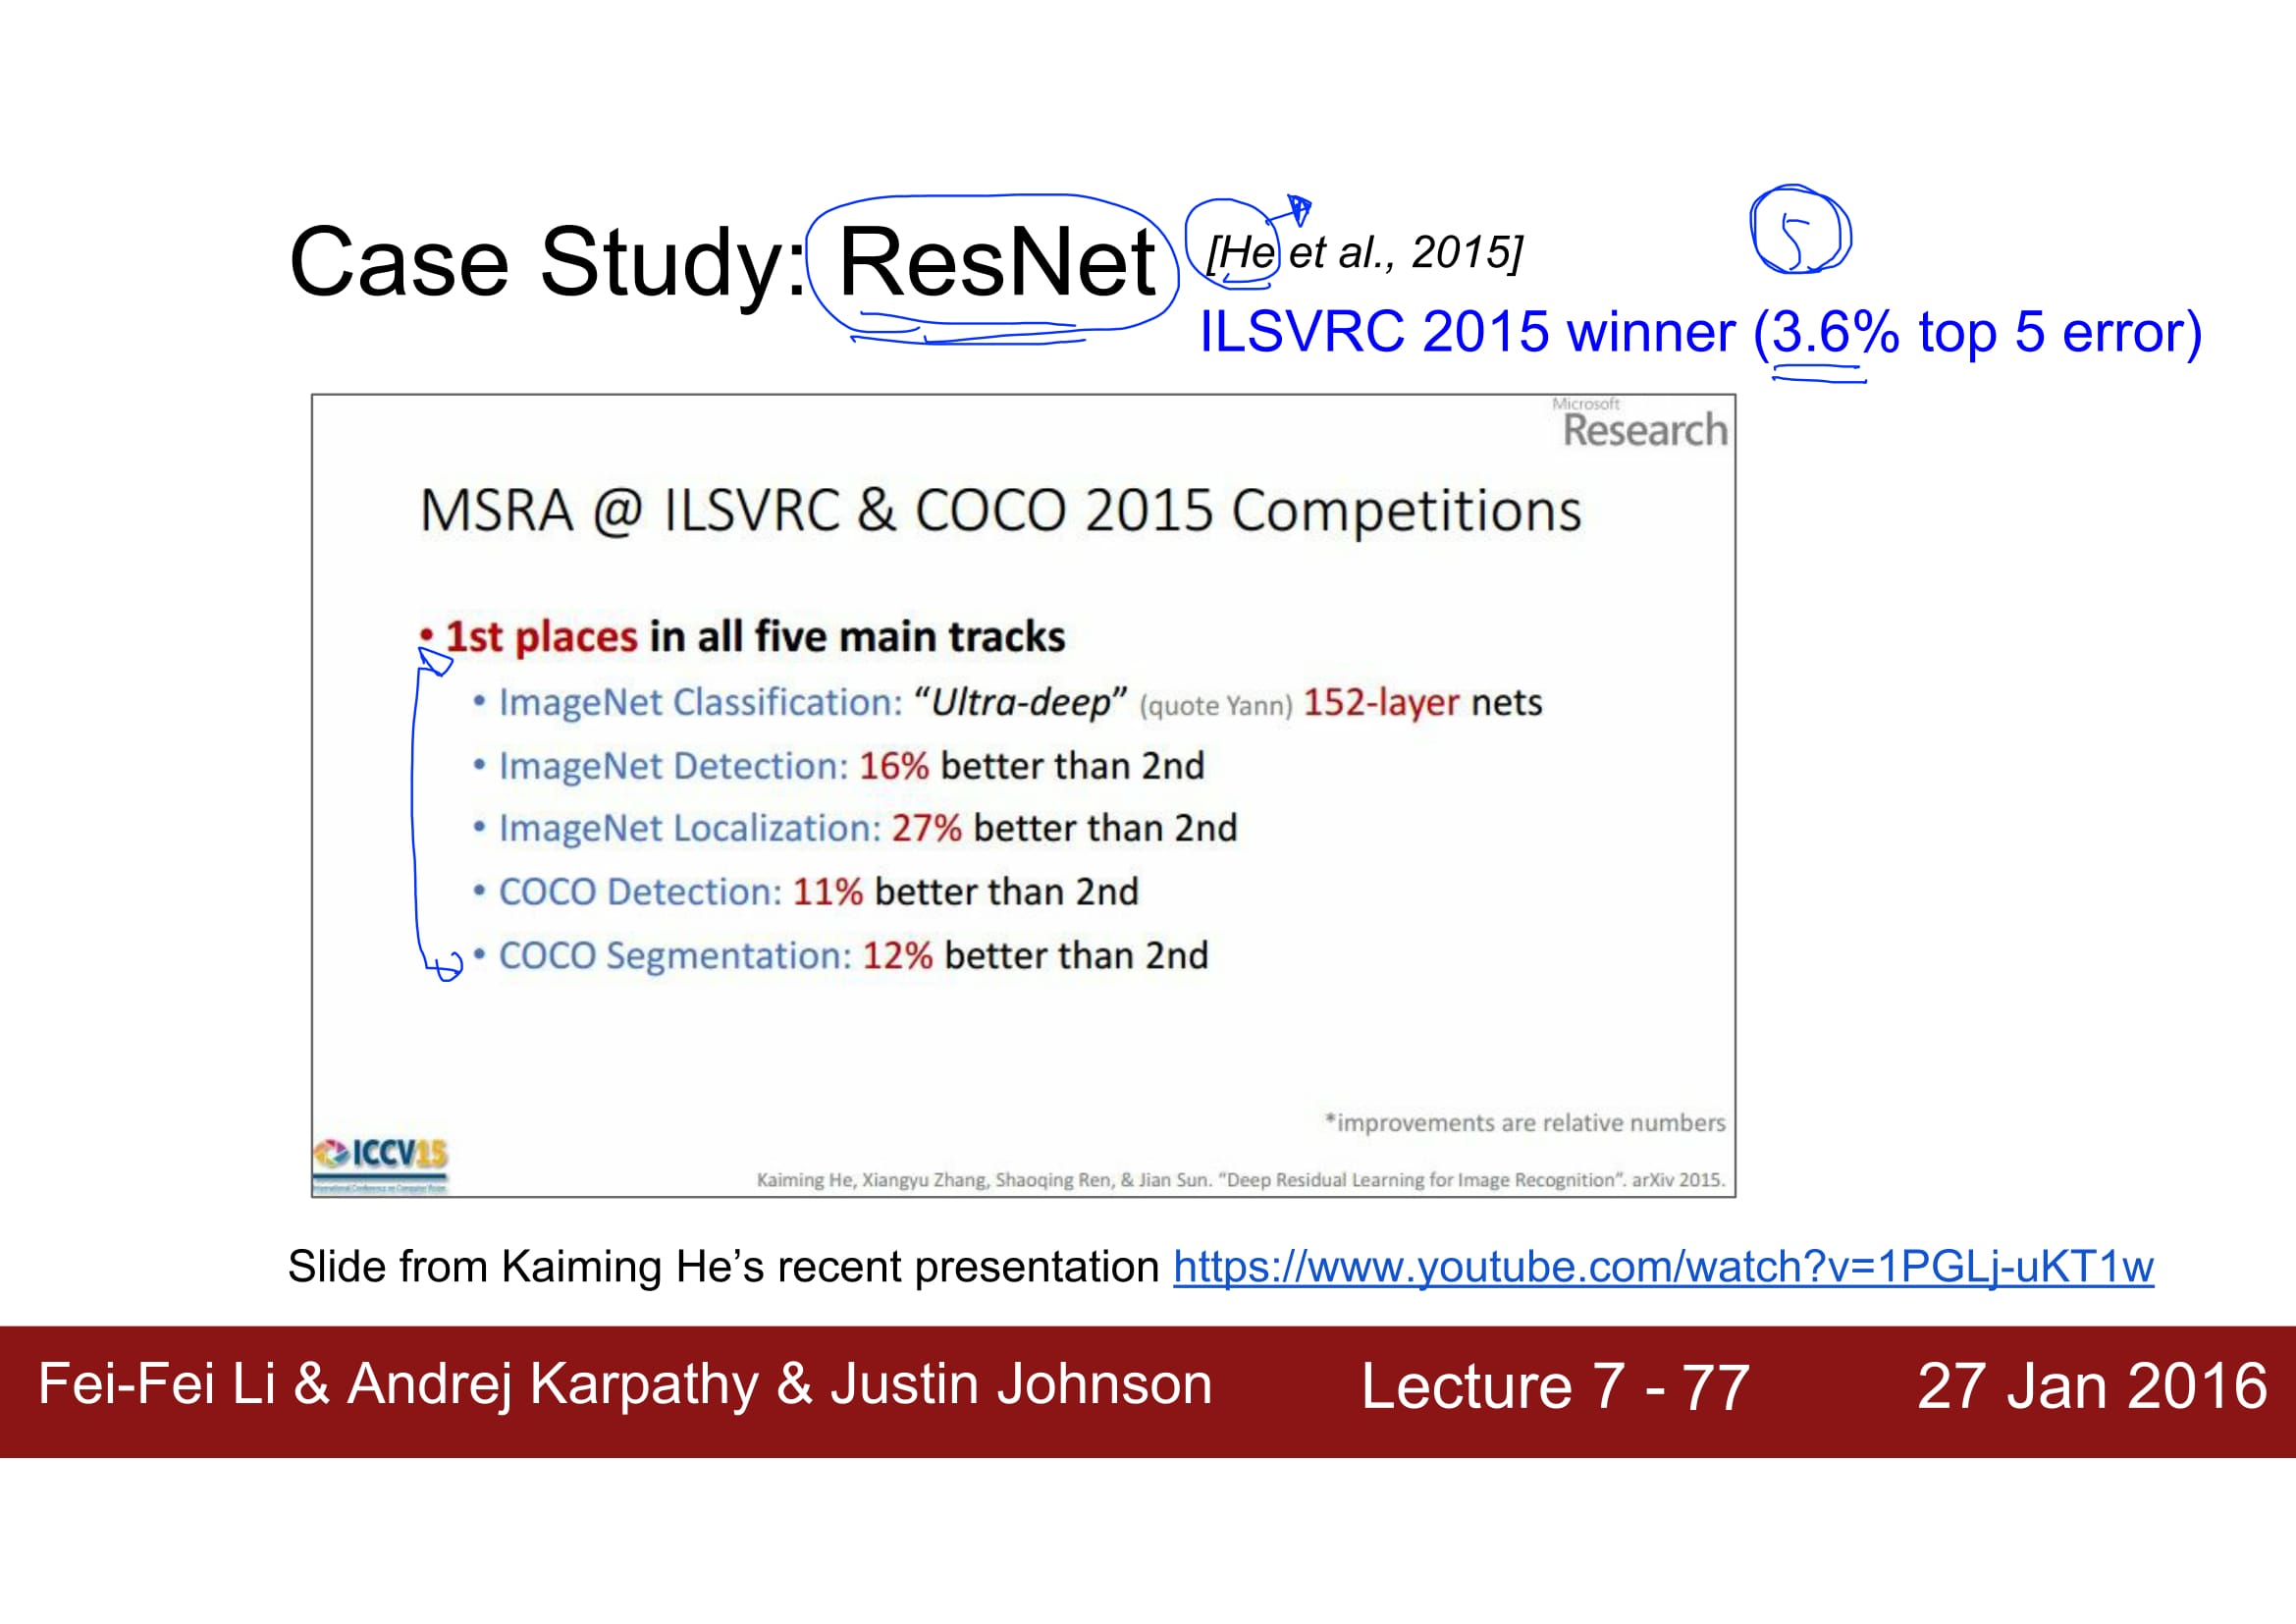 Case Study: ResNet [He et al., 2015]
5
ILSVRC 2015 winner (3.6% top 5 error)
Microsoft
Research
MSRA @ ILSVRC & COCO 2015 Competitions
• 1st places in all five main tracks
• ImageNet Classification: “Ultra-deep” (quote Yann) 152-layer nets
• ImageNet Detection: 16% better than 2nd
• ImageNet Localization: 27% better than 2nd
• COCO Detection: 11% better than 2nd
• COCO Segmentation: 12% better than 2nd
*improvements are relative numbers
ICCV15
International Conference on Computer Vision
Kaiming He, Xiangyu Zhang, Shaoqing Ren, & Jian Sun. “Deep Residual Learning for Image Recognition”. arXiv 2015.
Slide from Kaiming He’s recent presentation https://www.youtube.com/watch?v=1PGLj-uKT1w
Fei-Fei Li & Andrej Karpathy & Justin Johnson Lecture 7 - 77 27 Jan 2016